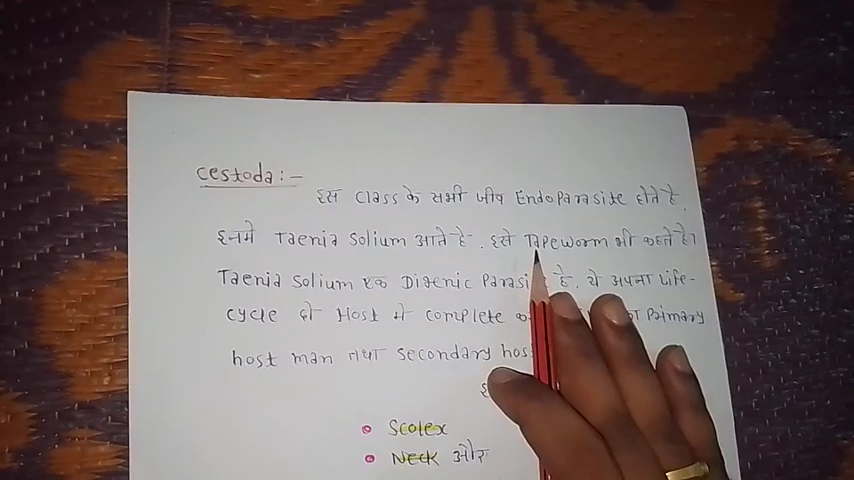 Cestoda:-
इस Class के सभी जीव EndoParasite होते है.
इनमे Taenia Solium आते है. इसे Tapeworm भी कहते है।
Taenia Solium एक Digenic Parasi है. ये अपना Life-
cycle दो Host मे Complete Primary
host man तथा Secondary hos
Scolex
Neck और